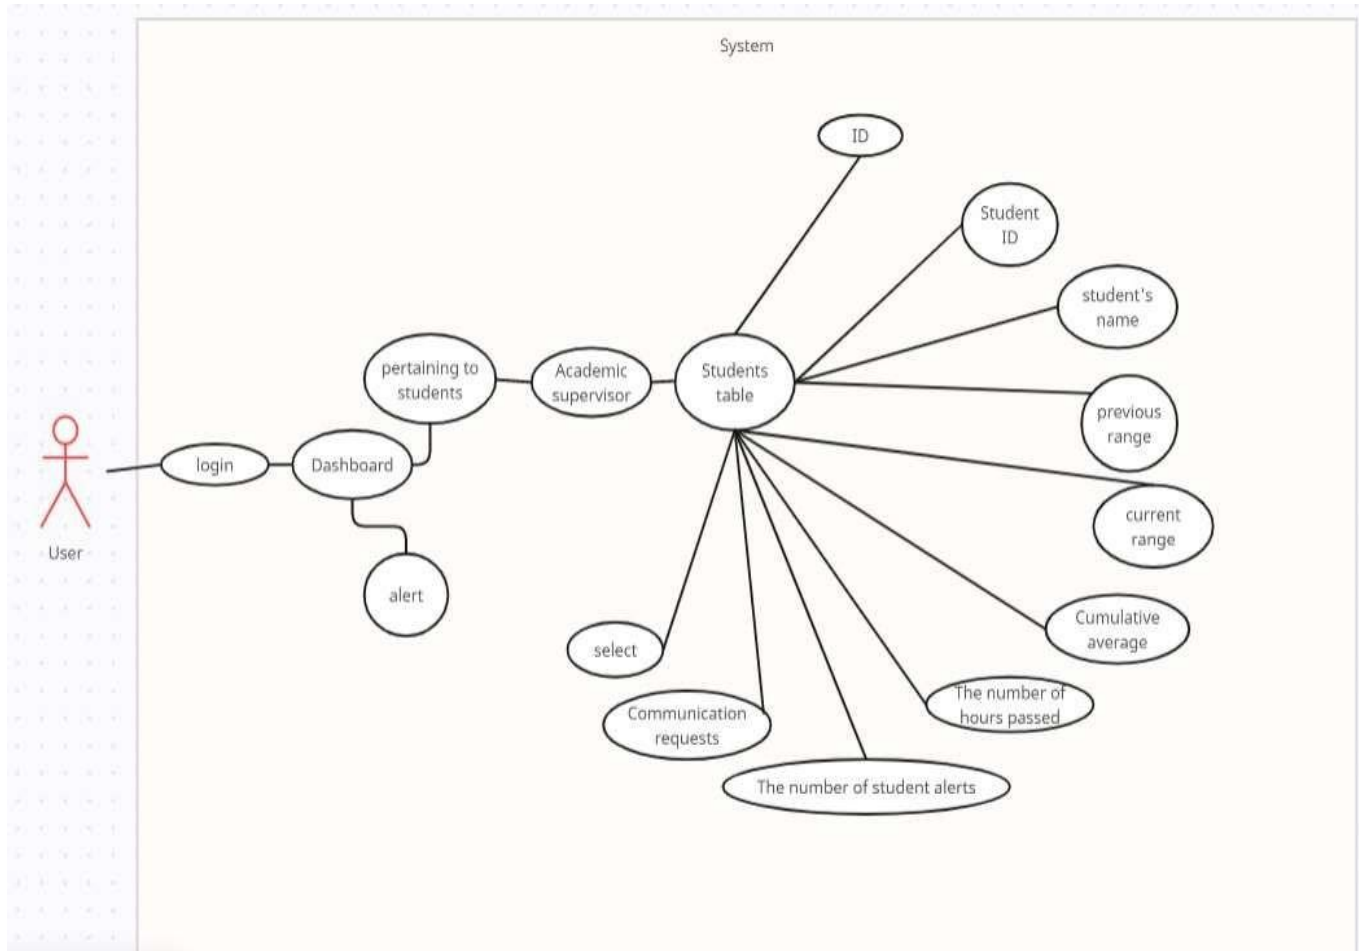 System
ID
Student
ID
student's
name
pertaining to
students
Academic
supervisor
Students
table
previous
range
login
Dashboard
current
range
User
alert
select
Cumulative
average
The number of
hours passed
Communication
requests
The number of student alerts